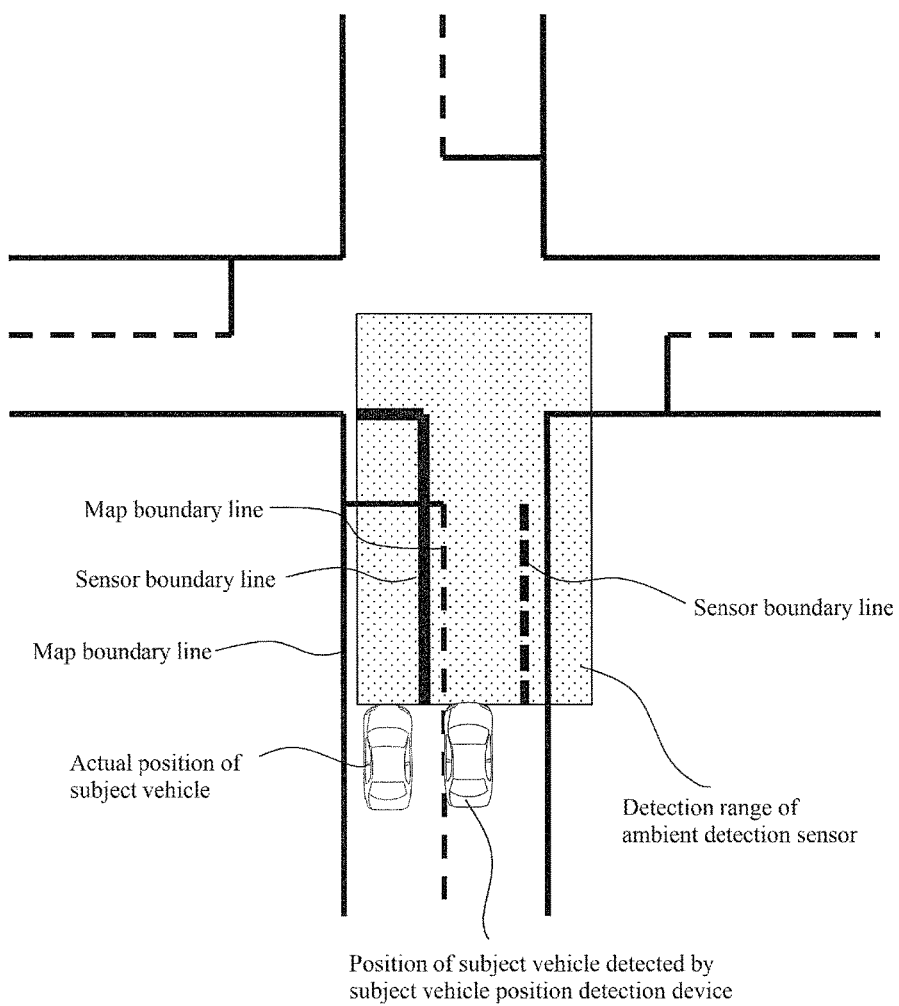 Map boundary line
Sensor boundary line
Sensor boundary line
Map boundary line
Actual position of
subject vehicle
Detection range of
ambient detection sensor
Position of subject vehicle detected by
subject vehicle position detection device